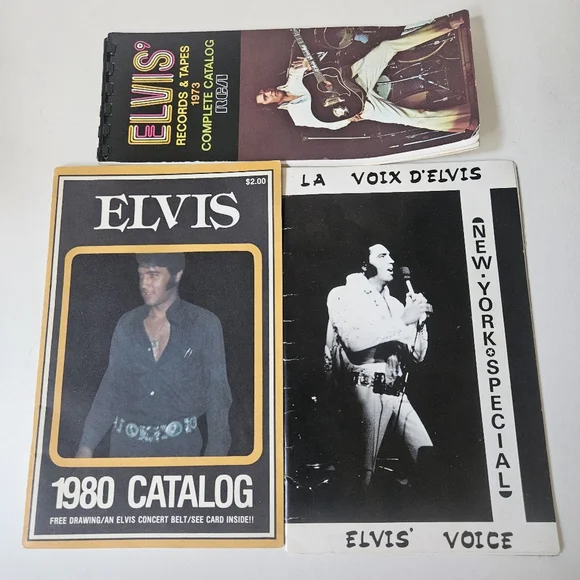 ELVIS'
RECORDS & TAPES
1973
COMPLETE CATALOG
RCA
$2.00
ELVIS
1980 CATALOG
FREE DRAWING/AN ELVIS CONCERT BELT/SEE CARD INSIDE!!
LA VOIX D'ELVIS
NEW-YORK SPECIAL
ELVIS' VOICE